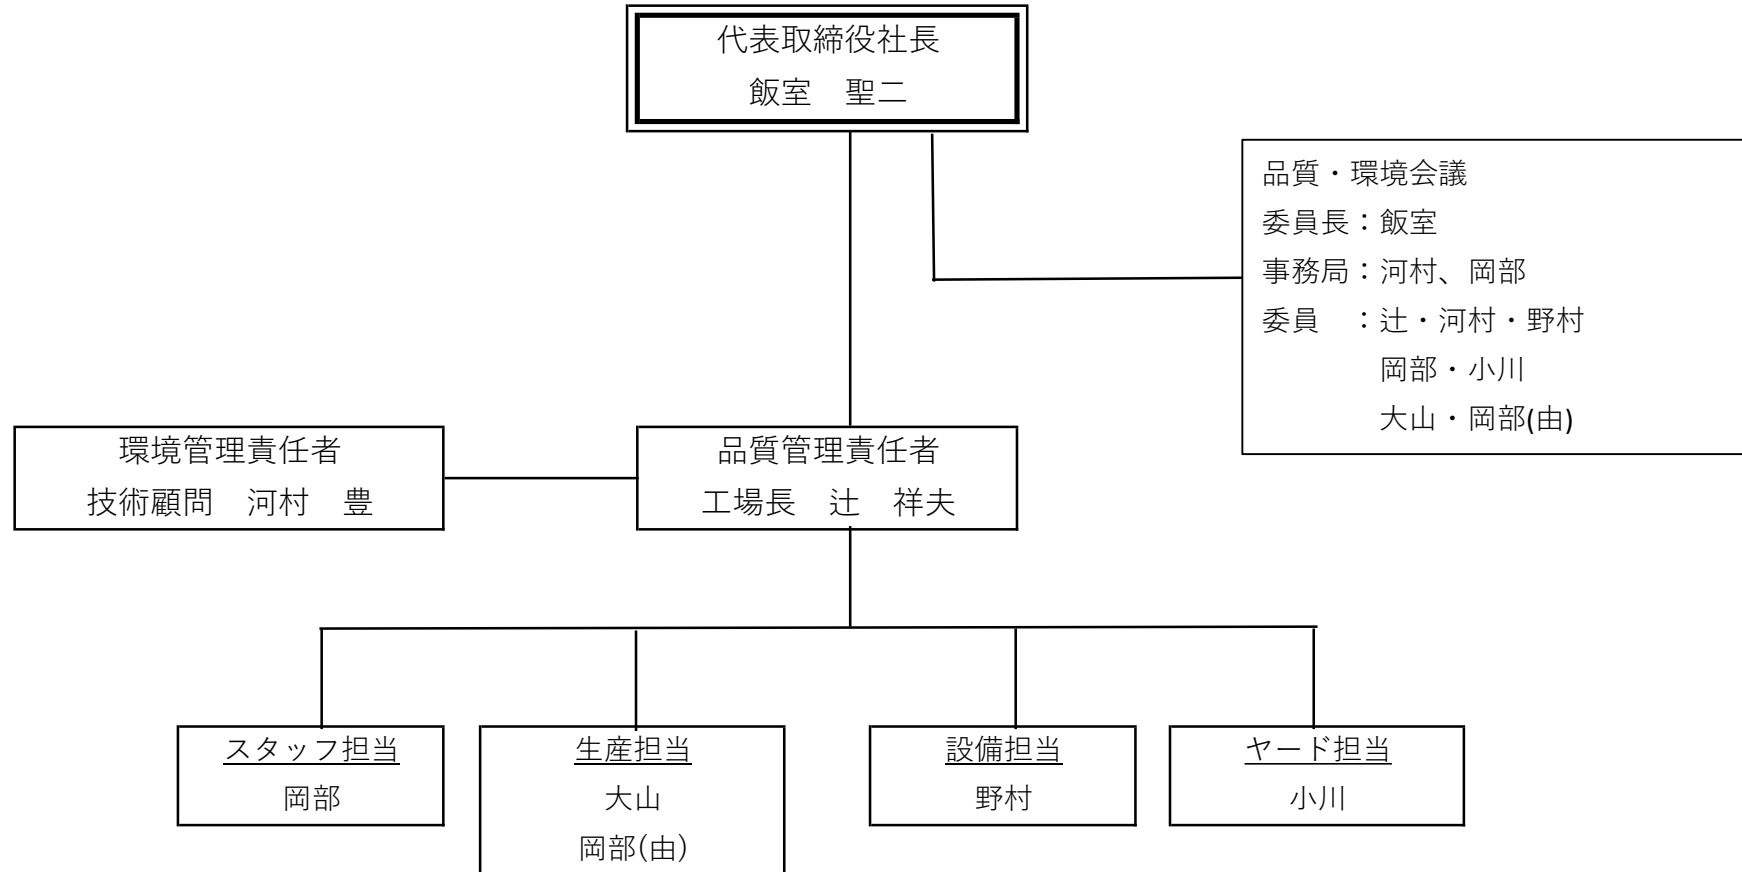 代表取締役社長
飯室　聖二
品質・環境会議
委員長：飯室
事務局：河村、岡部
委員　：辻・河村・野村
岡部・小川
大山・岡部(由)
環境管理責任者
技術顧問　河村　豊
品質管理責任者
工場長　辻　祥夫
スタッフ担当
岡部
生産担当
大山
岡部(由)
設備担当
野村
ヤード担当
小川